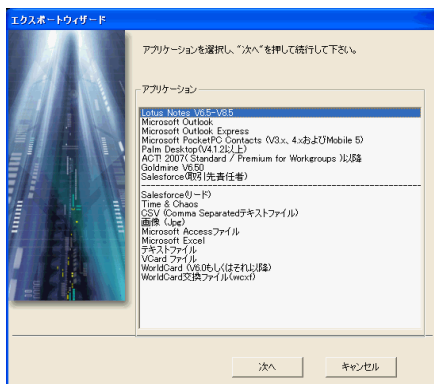 エクスポートウィザード
アプリケーションを選択し、"次へ"を押して続行して下さい。
アプリケーション
Lotus Notes V6.5-V8.5
Microsoft Outlook
Microsoft Outlook Express
Microsoft PocketPC Contacts (V3.x、4.xおよびMobile 5)
Palm Desktop(V4.1.2以上)
ACT! 2007( Standard / Premium for Workgroups )以降
Goldmine V6.50
Salesforce(取引先責任者)
Salesforce(リード)
Time & Chaos
CSV (Comma Separatedテキストファイル)
画像 (Jpg)
Microsoft Accessファイル
Microsoft Excel
テキストファイル
VCard ファイル
WorldCard (V6.0もしくはそれ以降)
WorldCard交換ファイル(wcxf)
次へ
キャンセル